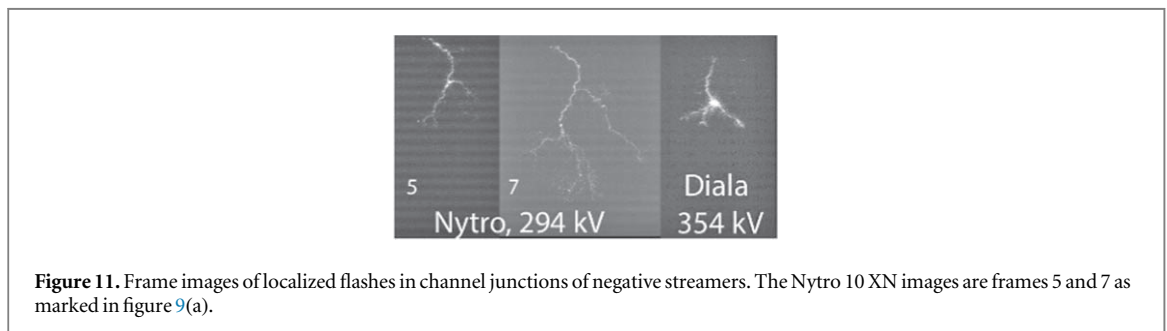 5
7
Diala
Nytro, 294 kV
354 kV
Figure 11. Frame images of localized flashes in channel junctions of negative streamers. The Nytro 10 XN images are frames 5 and 7 as
marked in figure 9(a).